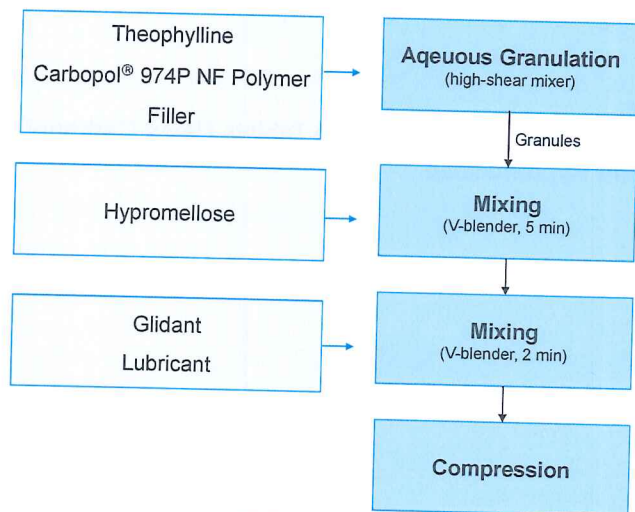 Theophylline
Carbopol® 974P NF Polymer
Filler
Aqeuous Granulation
(high-shear mixer)
Granules
Hypromellose
Mixing
(V-blender, 5 min)
Glidant
Lubricant
Mixing
(V-blender, 2 min)
Compression